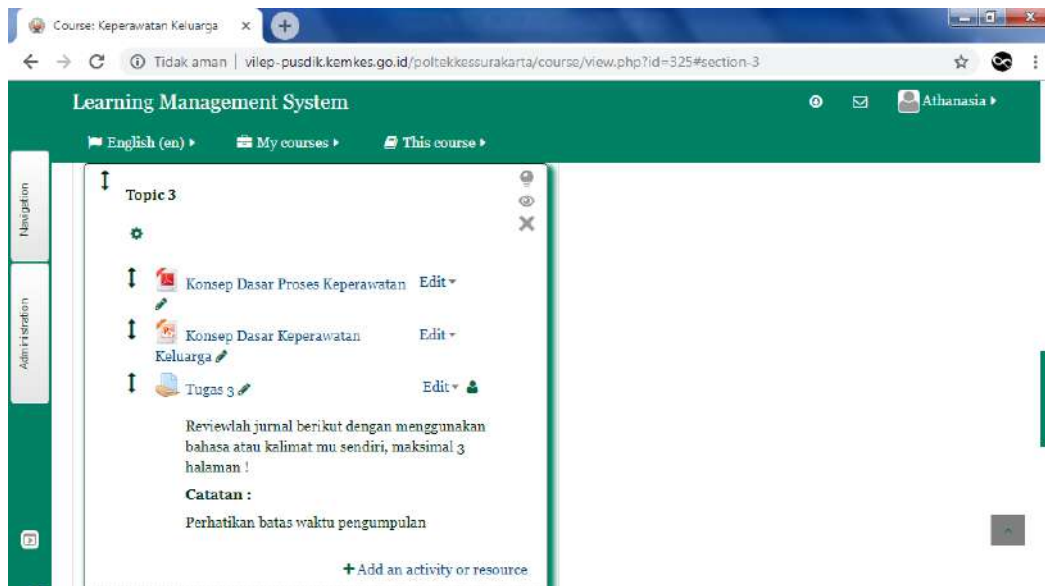 Course: Keperawatan Keluarga
Tidak aman | vilep-pusdik.kemkes.go.id/poltekkessurakarta/course/view.php?id=325#section-3
Learning Management System
Athanasia
English (en) My courses This course
Navigation
Administration
Topic 3
Konsep Dasar Proses Keperawatan Edit
Konsep Dasar Keperawatan Edit
Keluarga
Tugas 3 Edit
Reviewlah jurnal berikut dengan menggunakan
bahasa atau kalimat mu sendiri, maksimal 3
halaman !
Catatan :
Perhatikan batas waktu pengumpulan
+ Add an activity or resource